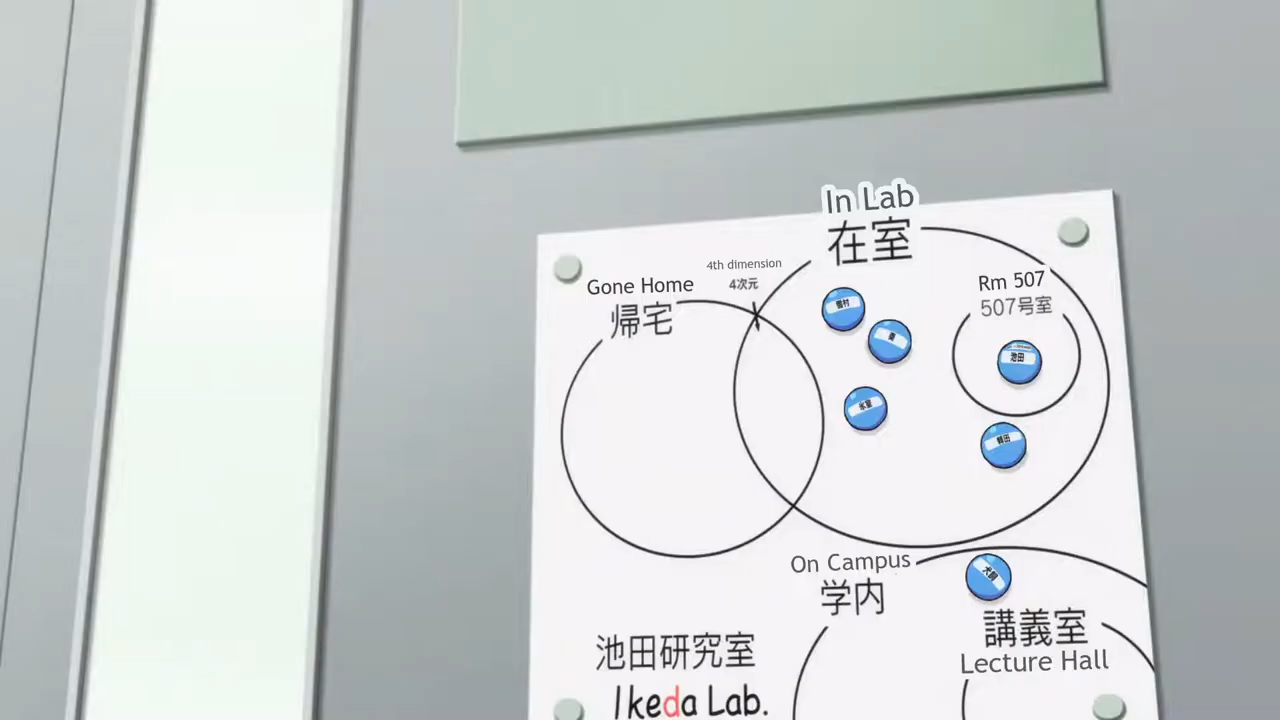 In Lab
在室
4th dimension
4次元
Gone Home
帰宅
Rm 507
507号室
池田
On Campus
学内
講義室
Lecture Hall
池田研究室
Ikeda Lab.